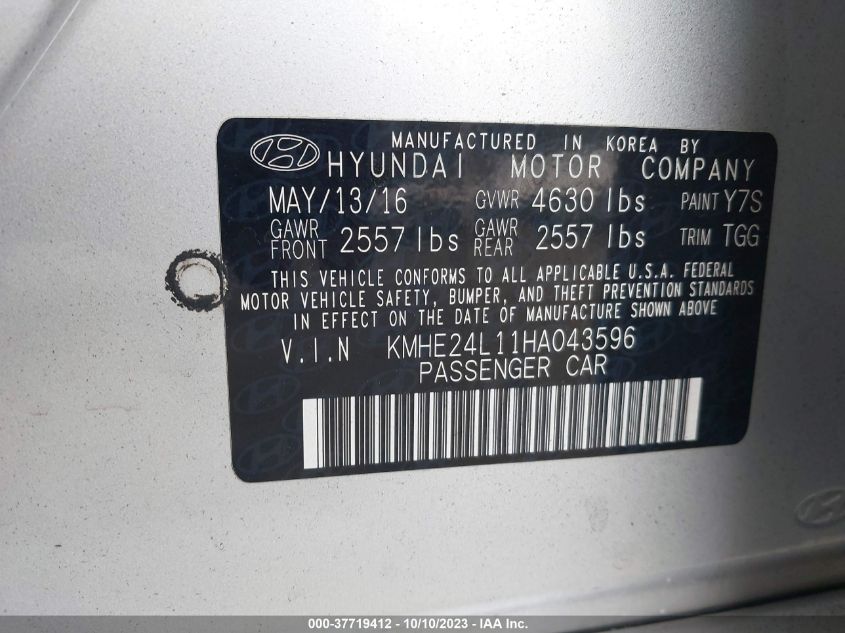 MANUFACTURED IN KOREA BY
HYUNDAI MOTOR COMPANY
MAY/13/16 GVWR 4630 lbs PAINT Y7S
GAWR FRONT 2557 lbs GAWR REAR 2557 lbs TRIM TGG
THIS VEHICLE CONFORMS TO ALL APPLICABLE U.S.A. FEDERAL
MOTOR VEHICLE SAFETY, BUMPER, AND THEFT PREVENTION STANDARDS
IN EFFECT ON THE DATE OF MANUFACTURE SHOWN ABOVE
V.I.N KMHE24L11HA043596
PASSENGER CAR
000-37719412 - 10/10/2023 - Copyright © IAA Inc.